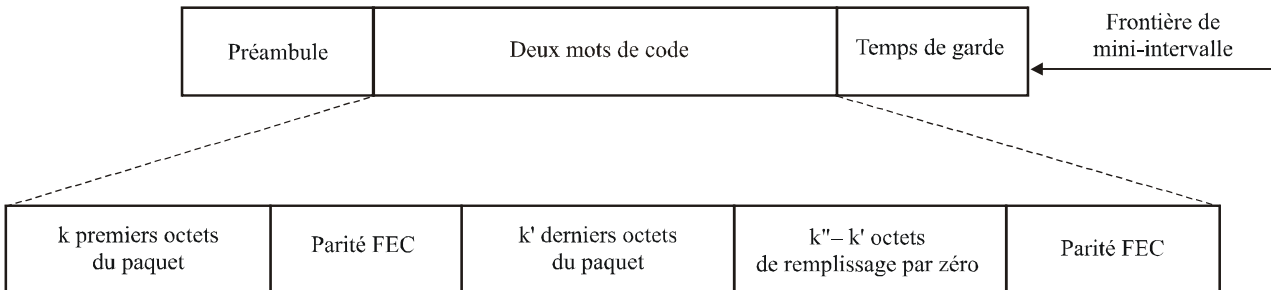 Préambule
Deux mots de code
Temps de garde
Frontière de
mini-intervalle
k premiers octets
du paquet
Parité FEC
k' derniers octets
du paquet
k"– k' octets
de remplissage par zéro
Parité FEC